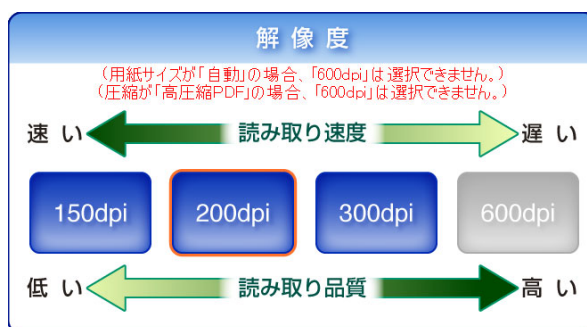 解像度
(用紙サイズが「自動」の場合、「600dpi」は選択できません。)
(圧縮が「高圧縮PDF」の場合、「600dpi」は選択できません。)
速い 読み取り速度 遅い
150dpi 200dpi 300dpi 600dpi
低い 読み取り品質 高い